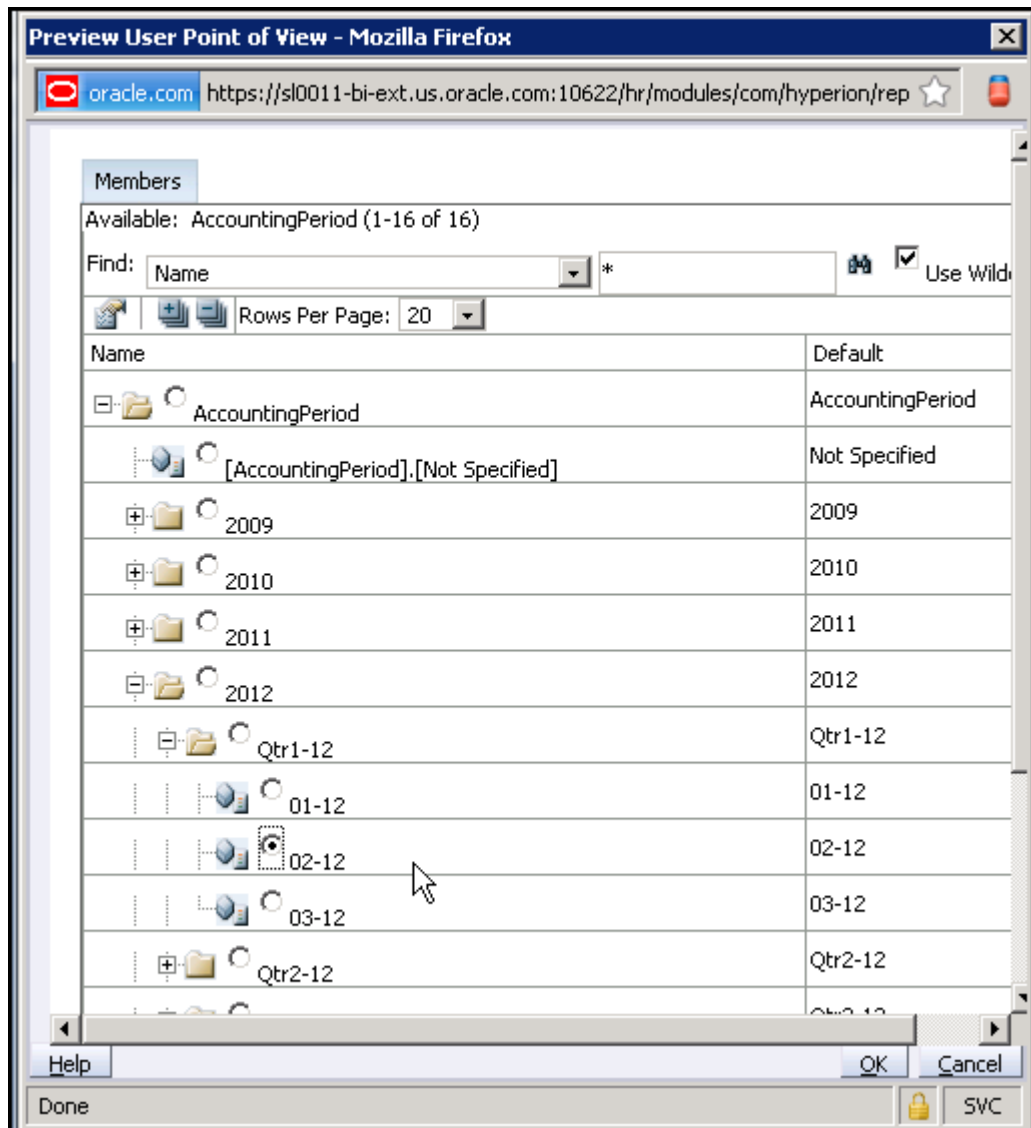 Preview User Point of View - Mozilla Firefox
oracle.com https://sl0011-bi-ext.us.oracle.com:10622/hr/modules/com/hyperion/rep
Members
Available: AccountingPeriod (1-16 of 16)
Find: Name * Use Wild
Rows Per Page: 20
Name Default
AccountingPeriod AccountingPeriod
[AccountingPeriod].[Not Specified] Not Specified
2009 2009
2010 2010
2011 2011
2012 2012
Qtr1-12 Qtr1-12
01-12 01-12
02-12 02-12
03-12 03-12
Qtr2-12 Qtr2-12
Help OK Cancel
Done SVC